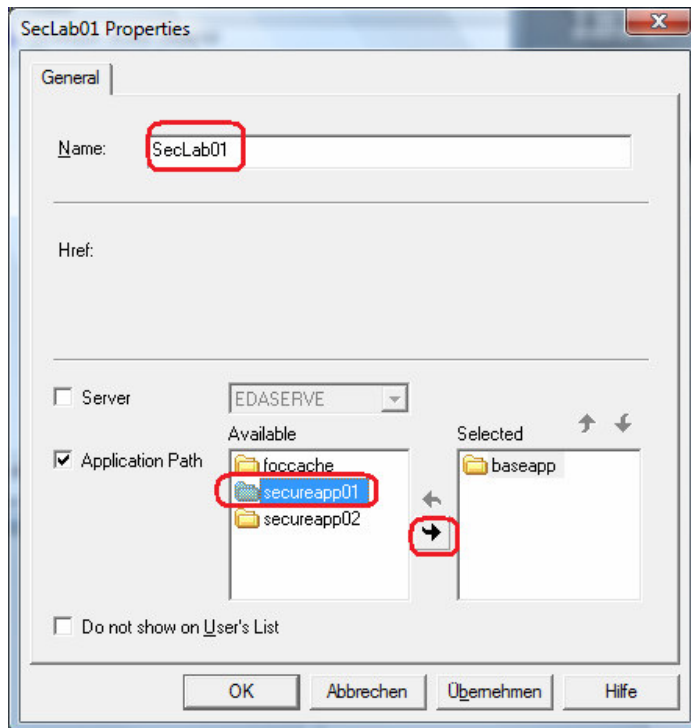 SecLab01 Properties
General
Name: SecLab01
Href:
Server EDASERVE
Available Selected
Application Path foccache baseapp
secureapp01
secureapp02
Do not show on User's List
OK Abbrechen Übernehmen Hilfe